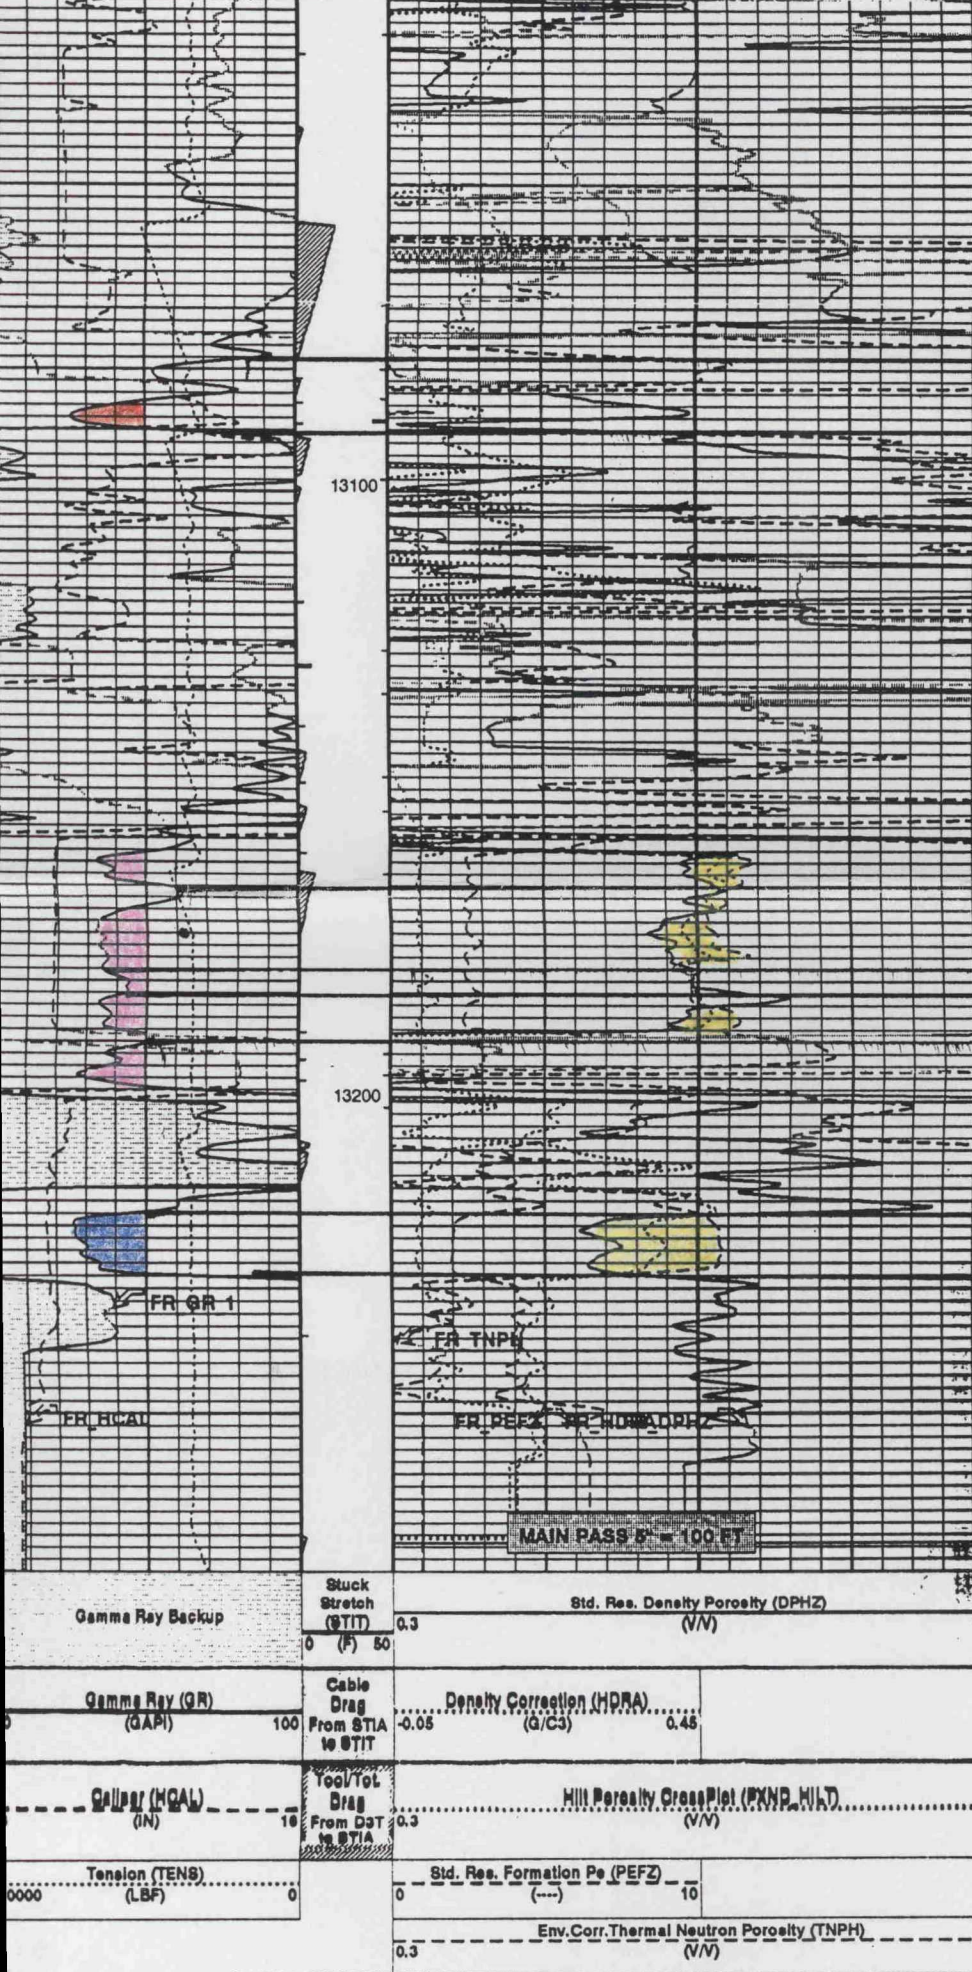 13100
13200
FR GR 1
FR TNPH
FR HCAL
MAIN PASS 5" = 100 FT
Gamma Ray Backup
Stuck
Stretch
(STIT)
0 (F) 50
Std. Res. Density Porosity (DPHZ)
0.3 (V/V)
Gamma Ray (GR)
(GAPI) 100
Cable
Drag
From STIA
to STIT
Density Correction (HDRA)
-0.05 (G/C3) 0.45
Caliper (HCAL)
(IN) 16
Tool/Tot.
Drag
From D3T
to STIA
Hilt Porosity CrossPlot (PXND_HILT)
0.3 (V/V)
Tension (TENS)
0000 (LBF) 0
Std. Res. Formation Pe (PEFZ)
0 (----) 10
Env.Corr.Thermal Neutron Porosity (TNPH)
0.3 (V/V)